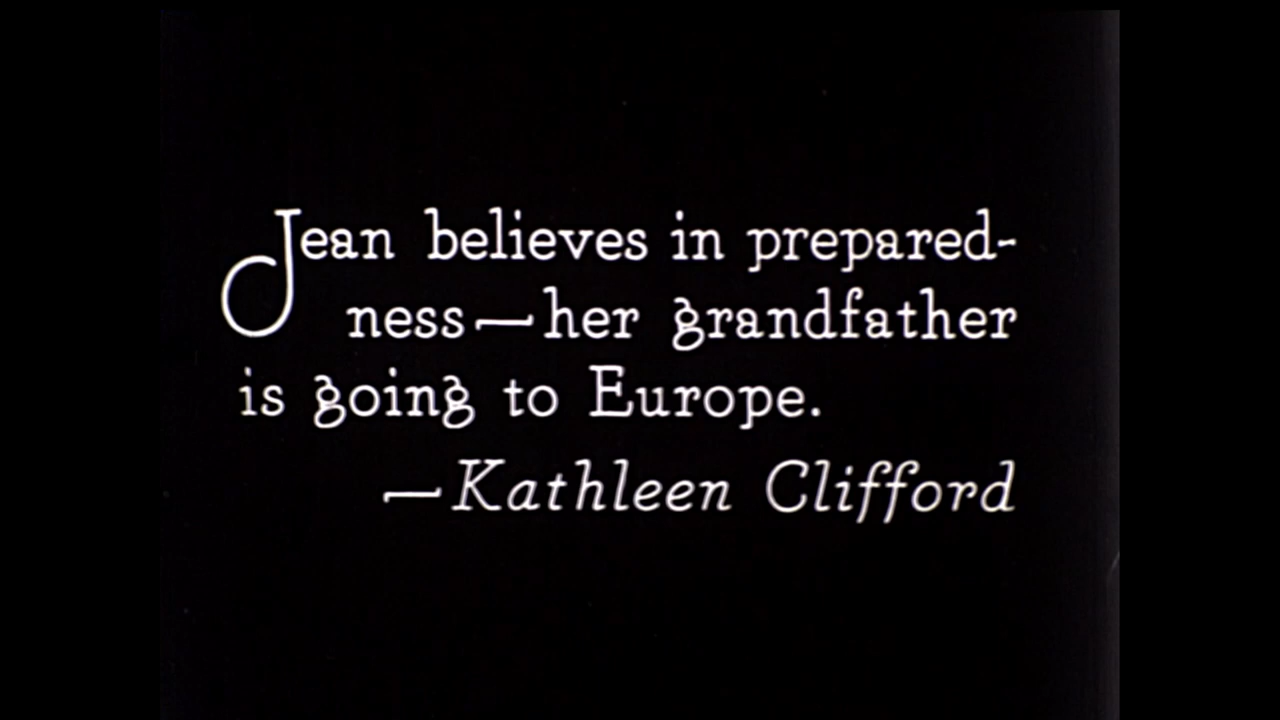 Jean believes in prepared-
ness—her grandfather
is going to Europe.
—Kathleen Clifford